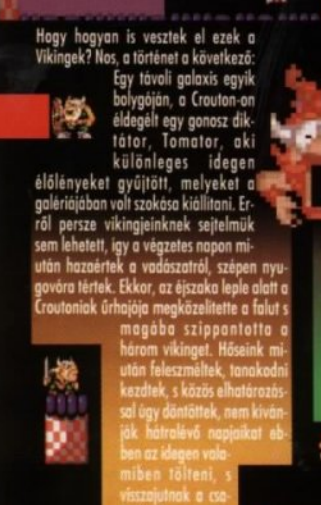 Hogy hogyan is vesztek el ezek a
Vikingek? Nos, a történet a következő:
Egy távoli galaxis egyik
bolygóján, a Crouton-on
éldegélt egy gonosz dik-
tátor, Tomator, aki
különleges idegen
élőlényeket gyűjtött, melyeket a
galériájában volt szokása kiállítani. Er-
ről persze vikingjeinknek sejtelmük
sem lehetett, így a végzetes napon mi-
után hazaértek a vadászatról, szépen nyu-
govóra tértek. Ekkor, az éjszaka leple alatt a
Croutoniak űrhajója megközelítette a falut s
magába szippantotta a
három vikinget. Hőseink mi-
után feleszméltek, tanakodni
kezdtek, s közös elhatározás-
sal úgy döntöttek, nem kíván-
ják hátralévő napjaikat eb-
ben az idegen vala-
miben tölteni, s
visszajutnak a csa-